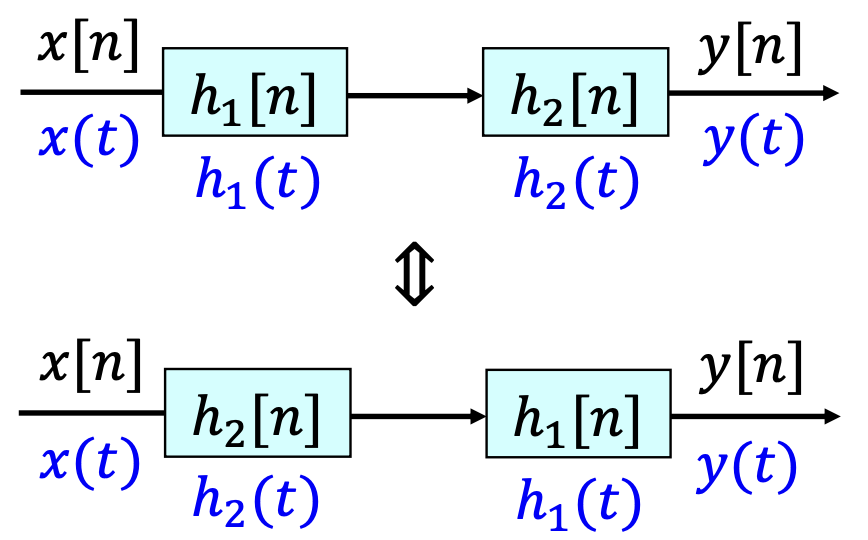 x[n] h₁[n] h₂[n] y[n]
x(t) h₁(t) h₂(t) y(t)
⇕
x[n] h₂[n] h₁[n] y[n]
x(t) h₂(t) h₁(t) y(t)